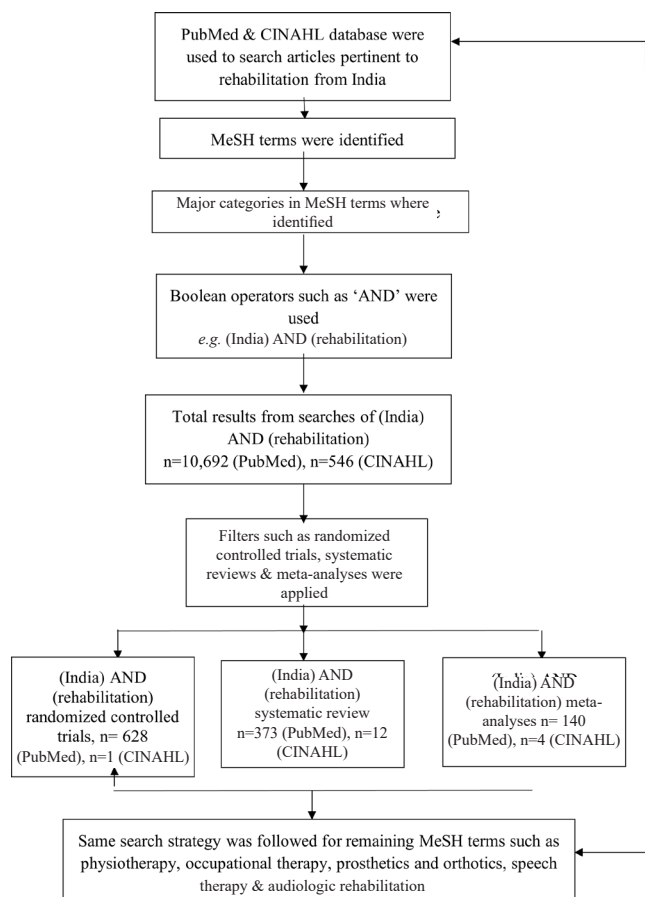 PubMed & CINAHL database were
used to search articles pertinent to
rehabilitation from India
MeSH terms were identified
Major categories in MeSH terms where
identified
Boolean operators such as ‘AND’ were
used
e.g. (India) AND (rehabilitation)
Total results from searches of (India)
AND (rehabilitation)
n=10,692 (PubMed), n=546 (CINAHL)
Filters such as randomized
controlled trials, systematic
reviews & meta-analyses were
applied
(India) AND
(rehabilitation)
randomized controlled
trials, n= 628
(PubMed), n=1 (CINAHL)
(India) AND
(rehabilitation)
systematic review
n=373 (PubMed), n=12
(CINAHL)
(India) AND
(rehabilitation) meta-
analyses n= 140
(PubMed), n=4 (CINAHL)
Same search strategy was followed for remaining MeSH terms such as
physiotherapy, occupational therapy, prosthetics and orthotics, speech
therapy & audiologic rehabilitation